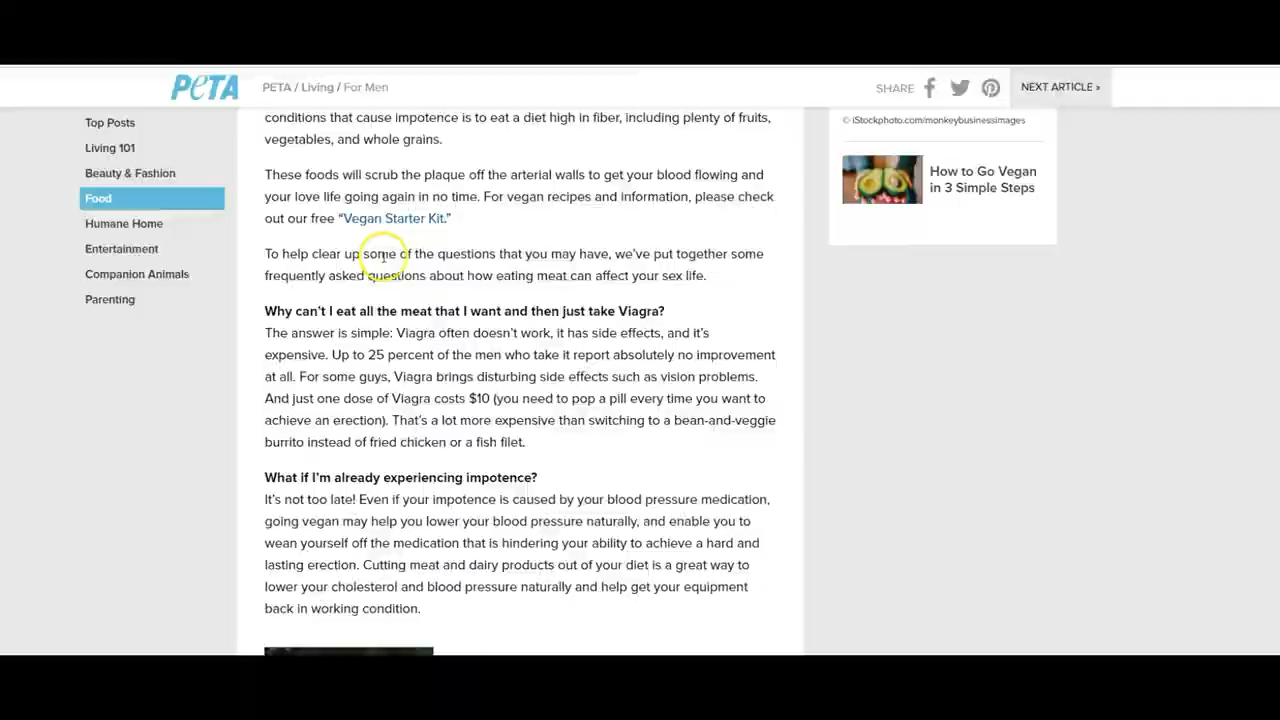 PETA
PETA / Living / For Men
SHARE
NEXT ARTICLE »
Top Posts
Living 101
Beauty & Fashion
Food
Humane Home
Entertainment
Companion Animals
Parenting
conditions that cause impotence is to eat a diet high in fiber, including plenty of fruits,
vegetables, and whole grains.
These foods will scrub the plaque off the arterial walls to get your blood flowing and
your love life going again in no time. For vegan recipes and information, please check
out our free “Vegan Starter Kit.”
To help clear up some of the questions that you may have, we’ve put together some
frequently asked questions about how eating meat can affect your sex life.
Why can’t I eat all the meat that I want and then just take Viagra?
The answer is simple: Viagra often doesn’t work, it has side effects, and it’s
expensive. Up to 25 percent of the men who take it report absolutely no improvement
at all. For some guys, Viagra brings disturbing side effects such as vision problems.
And just one dose of Viagra costs $10 (you need to pop a pill every time you want to
achieve an erection). That’s a lot more expensive than switching to a bean-and-veggie
burrito instead of fried chicken or a fish filet.
What if I’m already experiencing impotence?
It’s not too late! Even if your impotence is caused by your blood pressure medication,
going vegan may help you lower your blood pressure naturally, and enable you to
wean yourself off the medication that is hindering your ability to achieve a hard and
lasting erection. Cutting meat and dairy products out of your diet is a great way to
lower your cholesterol and blood pressure naturally and help get your equipment
back in working condition.
© iStockphoto.com/monkeybusinessimages
How to Go Vegan
in 3 Simple Steps